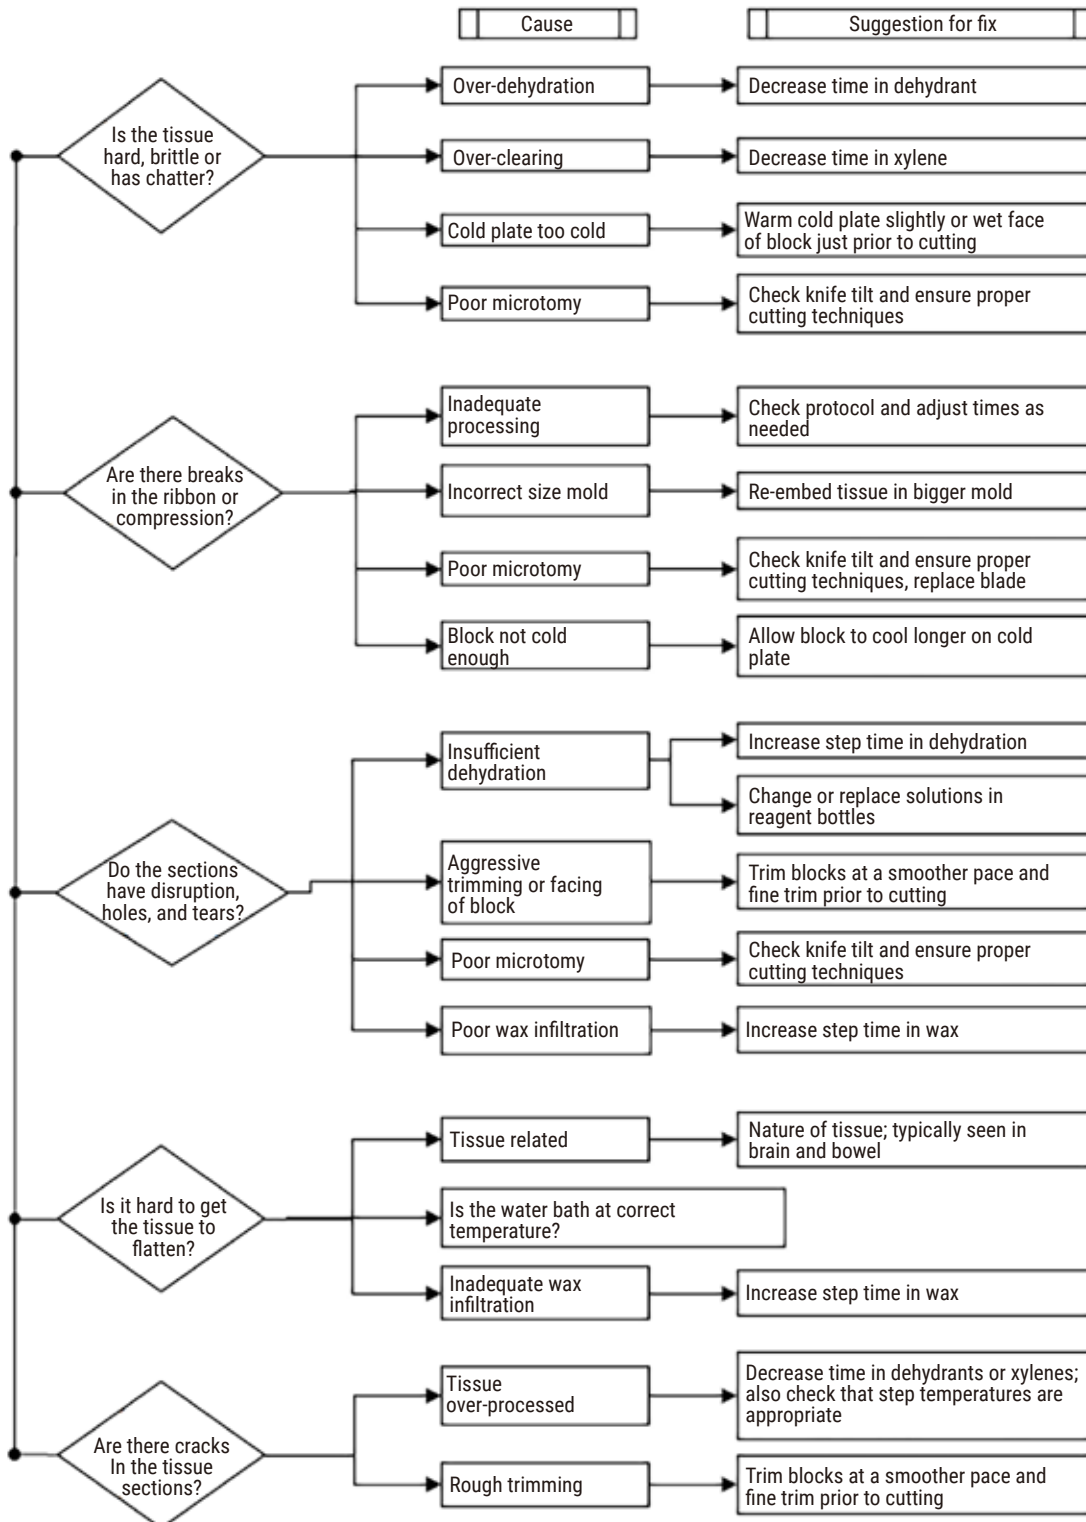 Cause
Suggestion for fix
Is the tissue
hard, brittle or
has chatter?
Over-dehydration
Decrease time in dehydrant
Over-clearing
Decrease time in xylene
Cold plate too cold
Warm cold plate slightly or wet face
of block just prior to cutting
Poor microtomy
Check knife tilt and ensure proper
cutting techniques
Are there breaks
in the ribbon or
compression?
Inadequate
processing
Check protocol and adjust times as
needed
Incorrect size mold
Re-embed tissue in bigger mold
Poor microtomy
Check knife tilt and ensure proper
cutting techniques, replace blade
Block not cold
enough
Allow block to cool longer on cold
plate
Do the sections
have disruption,
holes, and tears?
Insufficient
dehydration
Increase step time in dehydration
Change or replace solutions in
reagent bottles
Aggressive
trimming or facing
of block
Trim blocks at a smoother pace and
fine trim prior to cutting
Poor microtomy
Check knife tilt and ensure proper
cutting techniques
Poor wax infiltration
Increase step time in wax
Is it hard to get
the tissue to
flatten?
Tissue related
Nature of tissue; typically seen in
brain and bowel
Is the water bath at correct
temperature?
Inadequate wax
infiltration
Increase step time in wax
Are there cracks
In the tissue
sections?
Tissue
over-processed
Decrease time in dehydrants or xylenes;
also check that step temperatures are
appropriate
Rough trimming
Trim blocks at a smoother pace and
fine trim prior to cutting